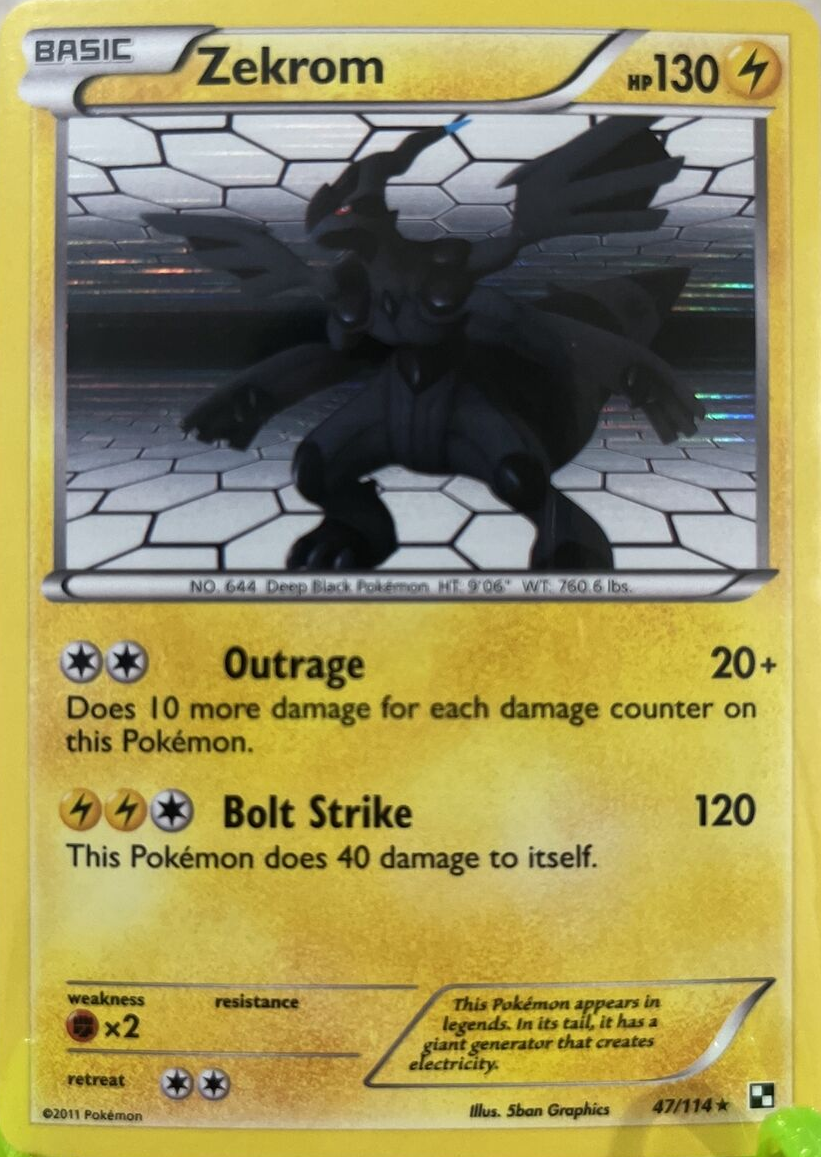 BASIC
Zekrom
HP 130
NO. 644 Deep Black Pokémon HT: 9'06" WT: 760.6 lbs.
Outrage 20+
Does 10 more damage for each damage counter on
this Pokémon.
Bolt Strike 120
This Pokémon does 40 damage to itself.
weakness resistance
×2
retreat
This Pokémon appears in
legends. In its tail, it has a
giant generator that creates
electricity.
©2011 Pokémon
Illus. 5ban Graphics
47/114★